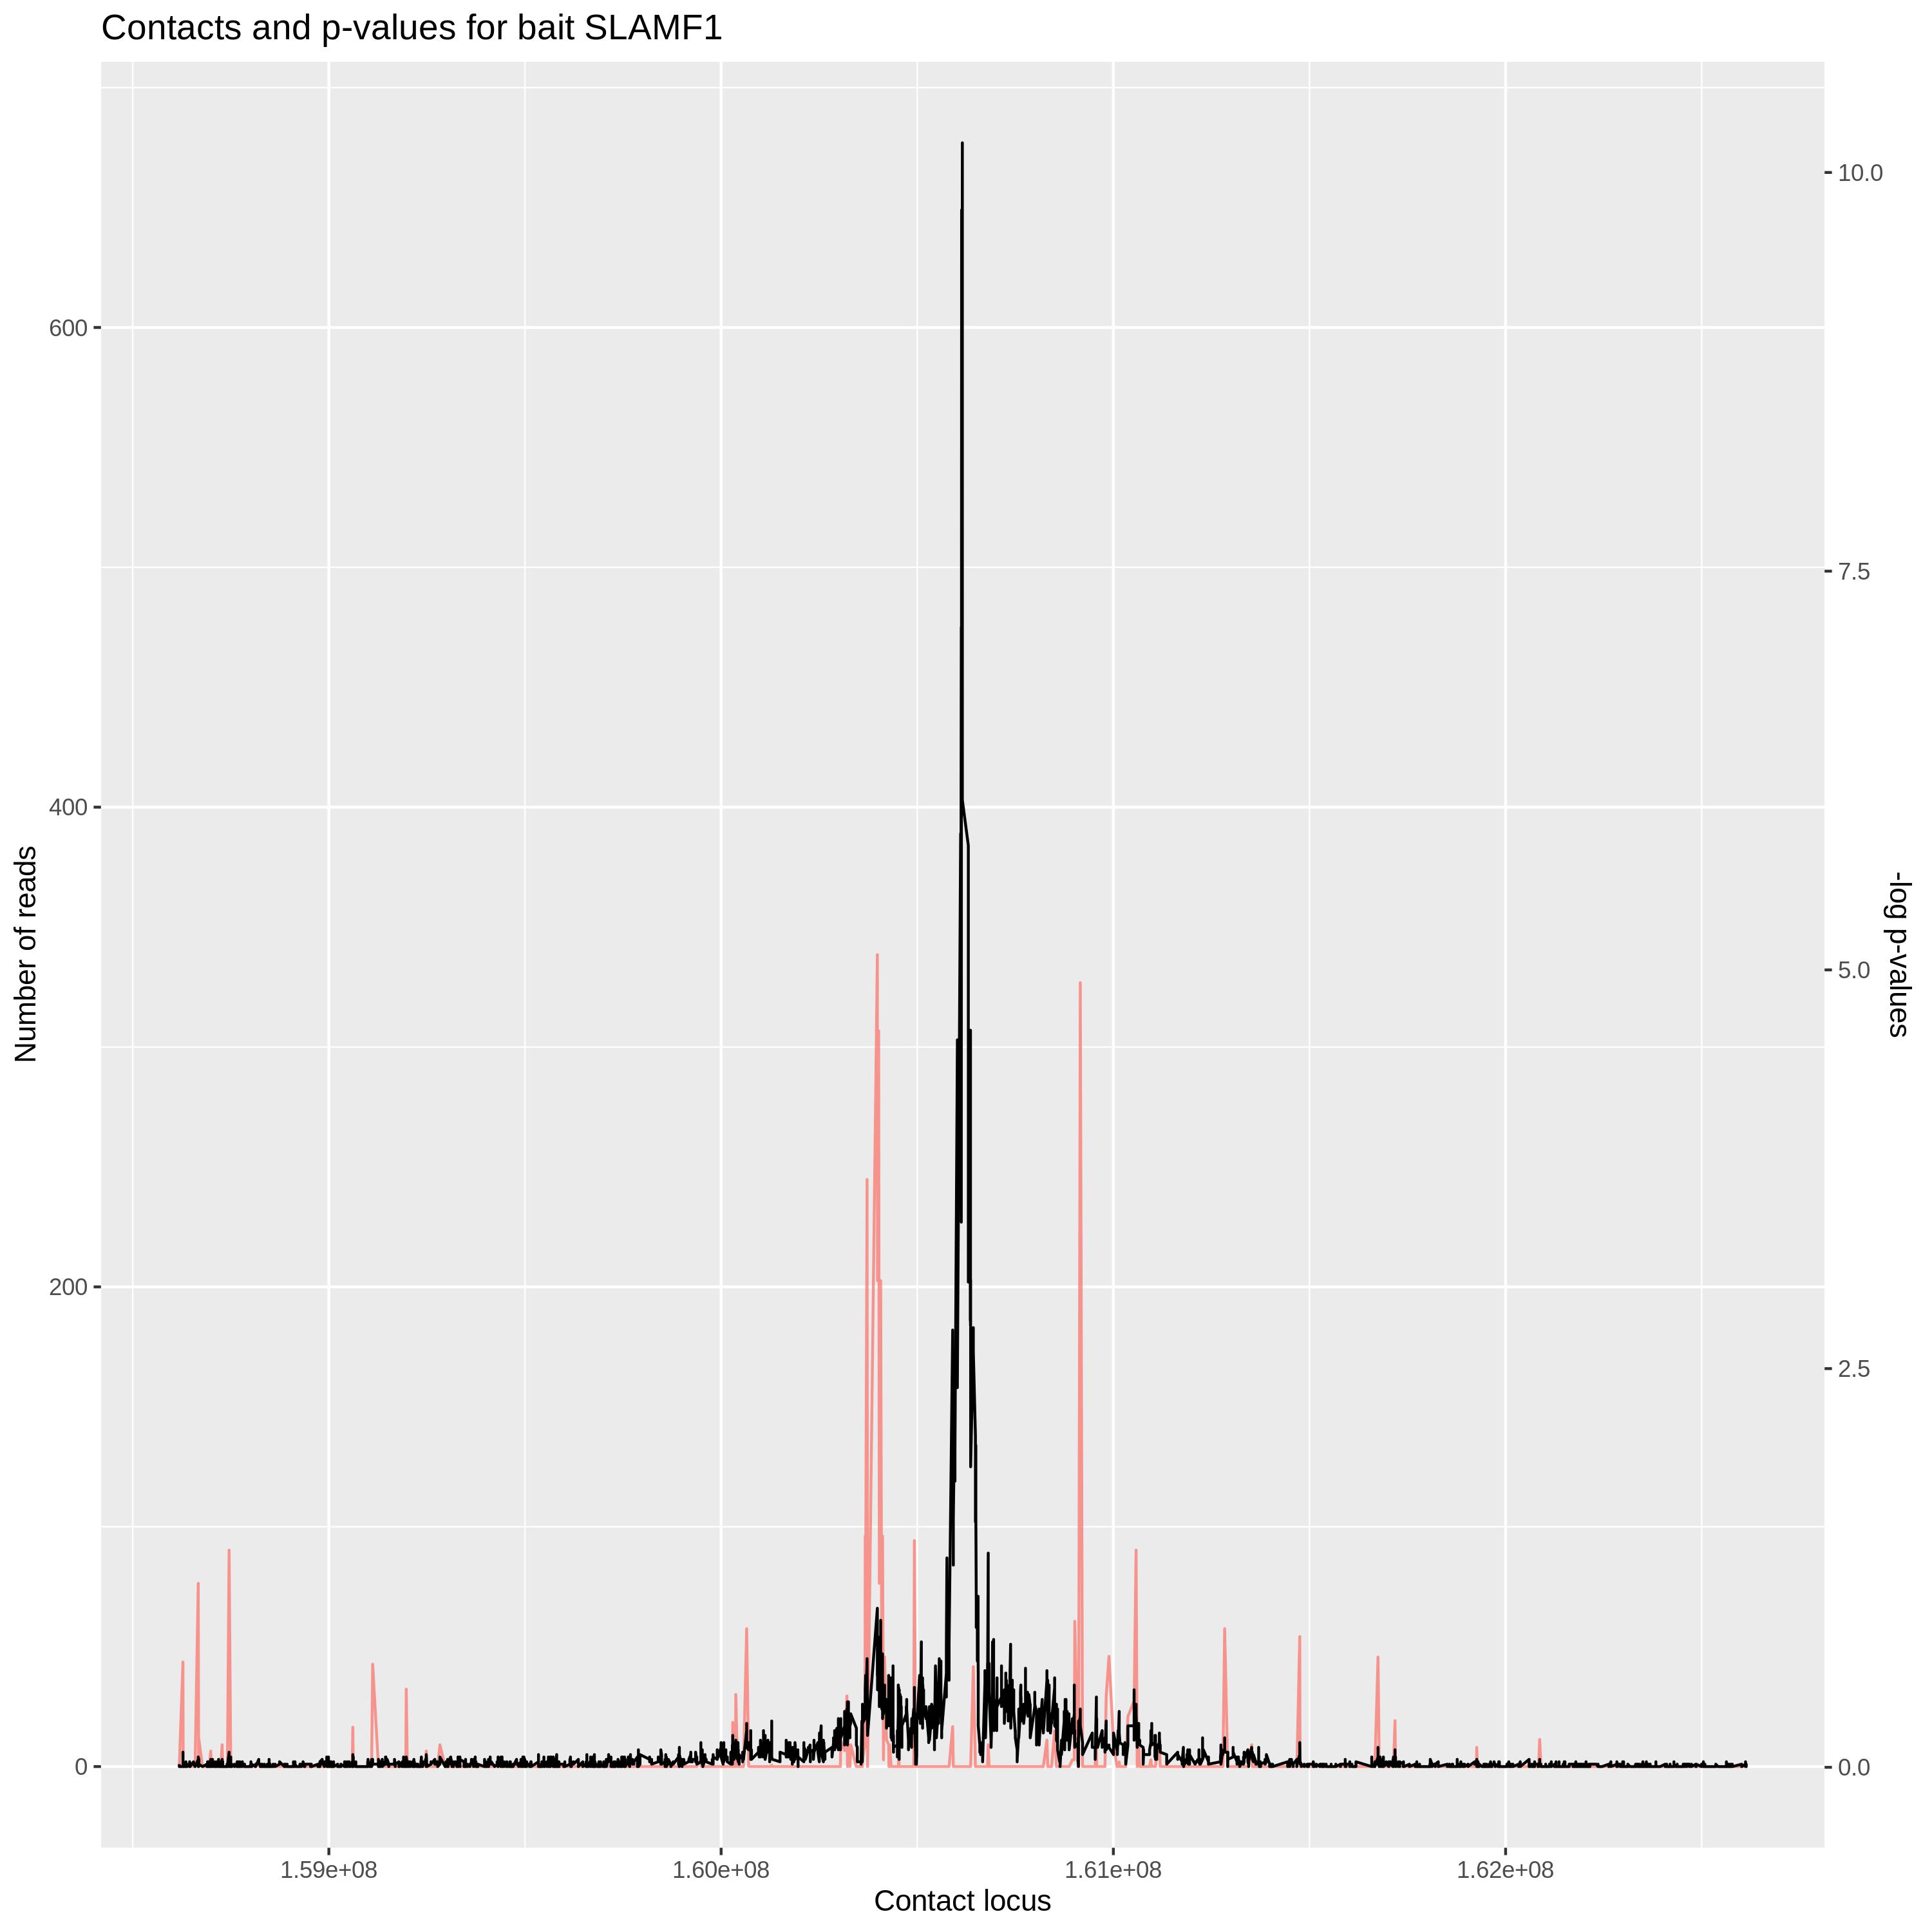 Contacts and p-values for bait SLAMF1
600
400
200
0
Number of reads
10.0
7.5
5.0
2.5
0.0
-log p-values
1.59e+08
1.60e+08
1.61e+08
1.62e+08
Contact locus